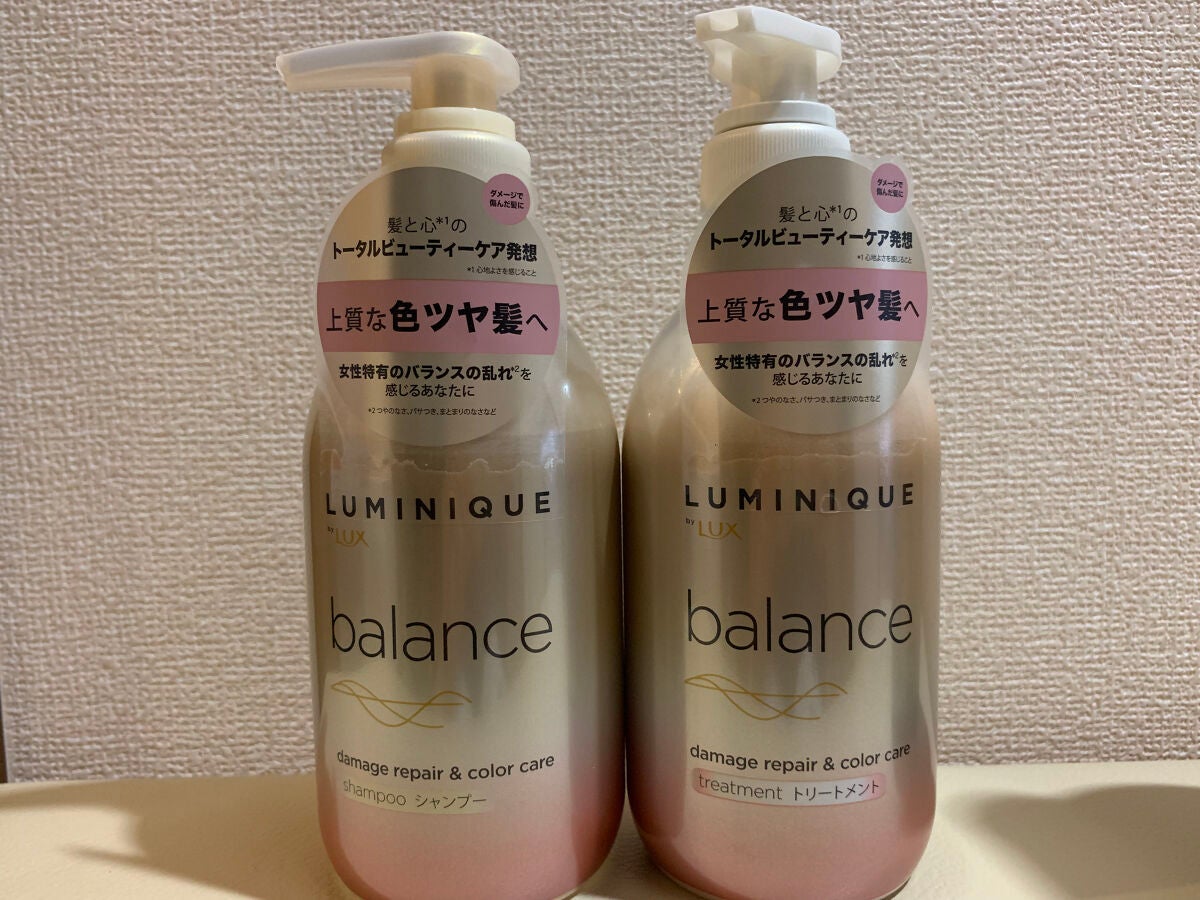 ダメージで
傷んだ髪に
髪と心*1の
トータルビューティーケア発想
*1 心地よさを感じること
上質な色ツヤ髪へ
女性特有のバランスの乱れ*2を
感じるあなたに
*2 つやのなさ、パサつき、まとまりのなさなど
LUMINIQUE
by LUX
balance
damage repair & color care
shampoo シャンプー
ダメージで
傷んだ髪に
髪と心*1の
トータルビューティーケア発想
*1 心地よさを感じること
上質な色ツヤ髪へ
女性特有のバランスの乱れ*2を
感じるあなたに
*2 つやのなさ、パサつき、まとまりのなさなど
LUMINIQUE
by LUX
balance
damage repair & color care
treatment トリートメント